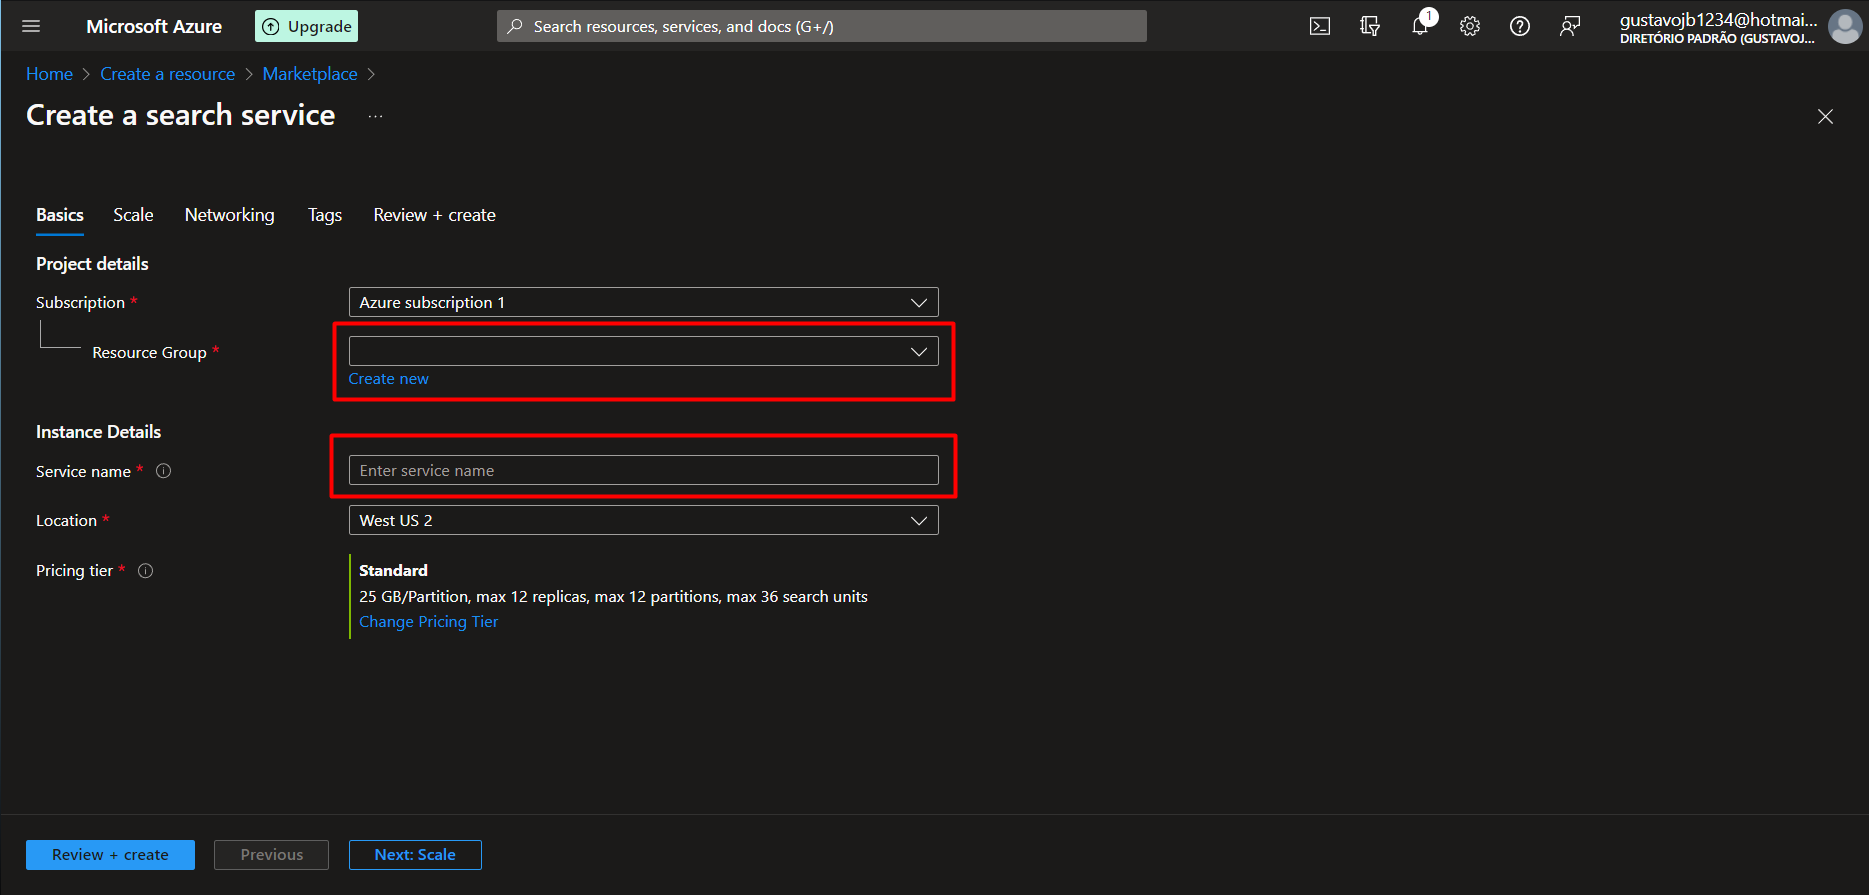 Microsoft Azure
Upgrade
Search resources, services, and docs (G+/)
1
gustavojb1234@hotmai...
DIRETÓRIO PADRÃO (GUSTAVOJ...
Home > Create a resource > Marketplace >
Create a search service ...
Basics Scale Networking Tags Review + create
Project details
Subscription *
Azure subscription 1
Resource Group *
Create new
Instance Details
Service name *
Enter service name
Location *
West US 2
Pricing tier *
Standard
25 GB/Partition, max 12 replicas, max 12 partitions, max 36 search units
Change Pricing Tier
Review + create
Previous
Next: Scale